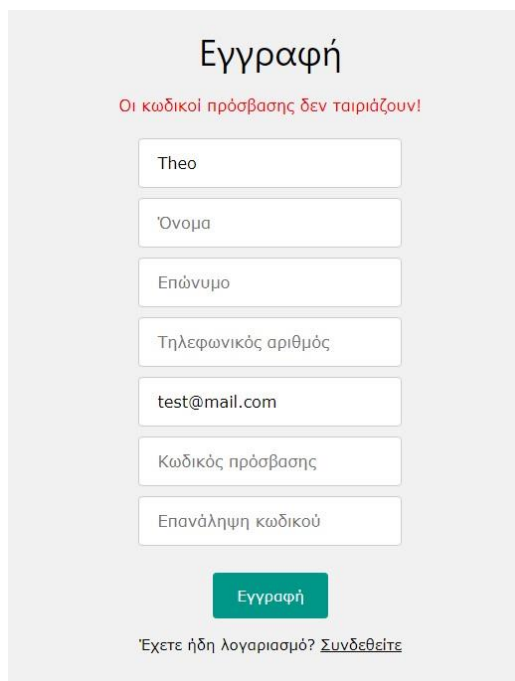 Εγγραφή
Οι κωδικοί πρόσβασης δεν ταιριάζουν!
Theo
Όνομα
Επώνυμο
Τηλεφωνικός αριθμός
test@mail.com
Κωδικός πρόσβασης
Επανάληψη κωδικού
Εγγραφή
Έχετε ήδη λογαριασμό? Συνδεθείτε